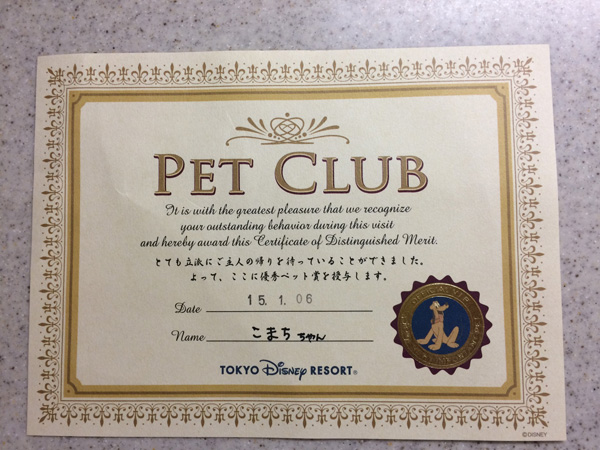 PET CLUB
It is with the greatest pleasure that we recognize
your outstanding behavior during this visit
and hereby award this Certificate of Distinguished Merit.
とても立派にご主人の帰りを待っていることができました。
よって、ここに優秀ペット賞を授与します。
Date 15. 1. 06
Name こまち ちゃん
TOKYO Disney RESORT®
©DISNEY